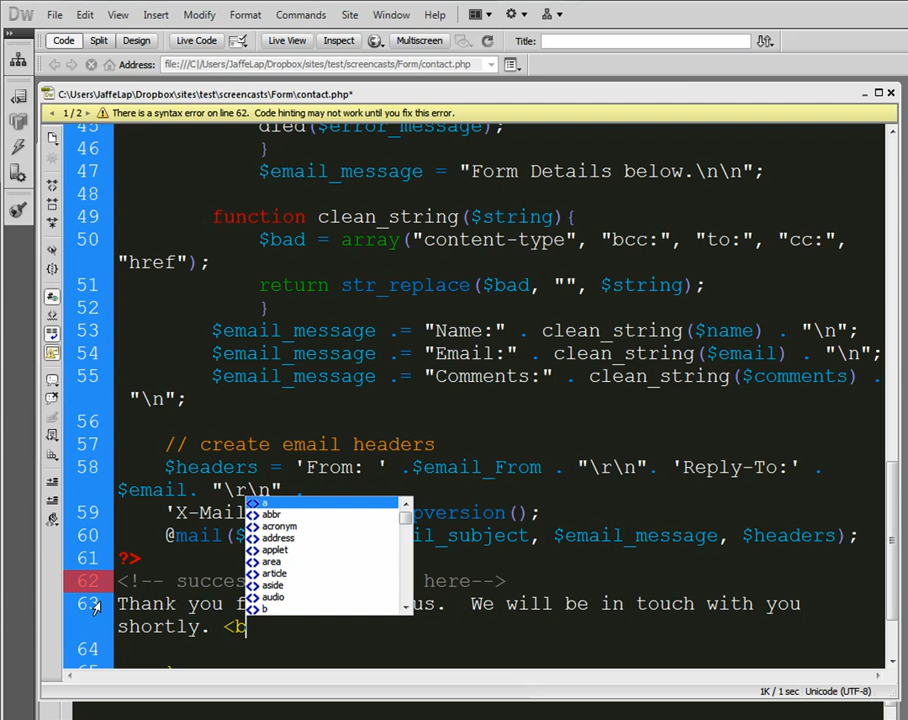 Dw File Edit View Insert Modify Format Commands Site Window Help
Code Split Design Live Code Live View Inspect Multiscreen Title:
Address: file:///C|/Users/JaffeLap/Dropbox/sites/test/screencasts/Form/contact.php
C:\Users\JaffeLap\Dropbox\sites\test\screencasts\Form\contact.php*
1 / 2 There is a syntax error on line 62. Code hinting may not work until you fix this error.
45 died($error_message);
46 }
47 $email_message = "Form Details below.\n\n";
48
49 function clean_string($string){
50 $bad = array("content-type", "bcc:", "to:", "cc:",
"href");
51 return str_replace($bad, "", $string);
52 }
53 $email_message .= "Name:" . clean_string($name) . "\n";
54 $email_message .= "Email:" . clean_string($email) . "\n";
55 $email_message .= "Comments:" . clean_string($comments) .
"\n";
56
57 // create email headers
58 $headers = 'From: ' .$email_From . "\r\n". 'Reply-To:' .
$email. "\r\n" .
a
abbr
acronym
address
applet
area
article
aside
audio
b
59 'X-Mail pversion();
60 @mail($ il_subject, $email_message, $headers);
61 ?>
62 <!-- succes here-->
63 Thank you f us. We will be in touch with you
shortly. <b
64
65 }
1K / 1 sec Unicode (UTF-8)